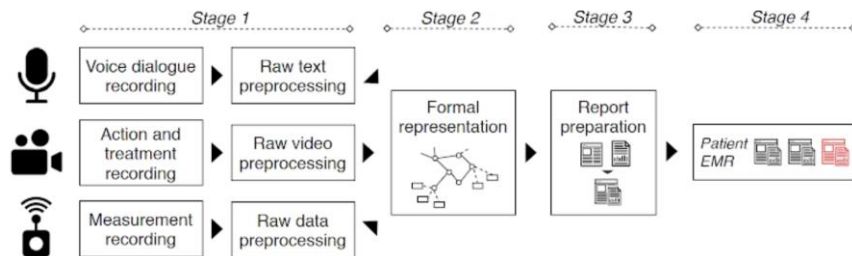 Stage 1
Stage 2
Stage 3
Stage 4
Voice dialogue
recording
Raw text
preprocessing
Action and
treatment
recording
Raw video
preprocessing
Measurement
recording
Raw data
preprocessing
Formal
representation
Report
preparation
Patient
EMR